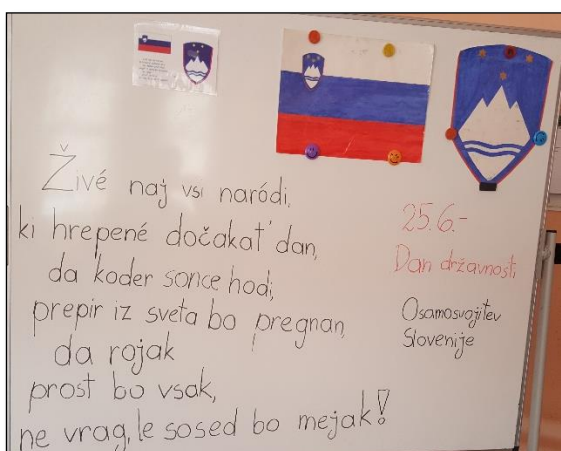 Živé naj vsi naródi,
ki hrepené dočakat' dan,
da koder sonce hodi,
prepir iz sveta bo pregnan,
da rojak
prost bo vsak,
ne vrag, le sosed bo mejak!
25.6.-
Dan državnosti
Osamosvojitev
Slovenije